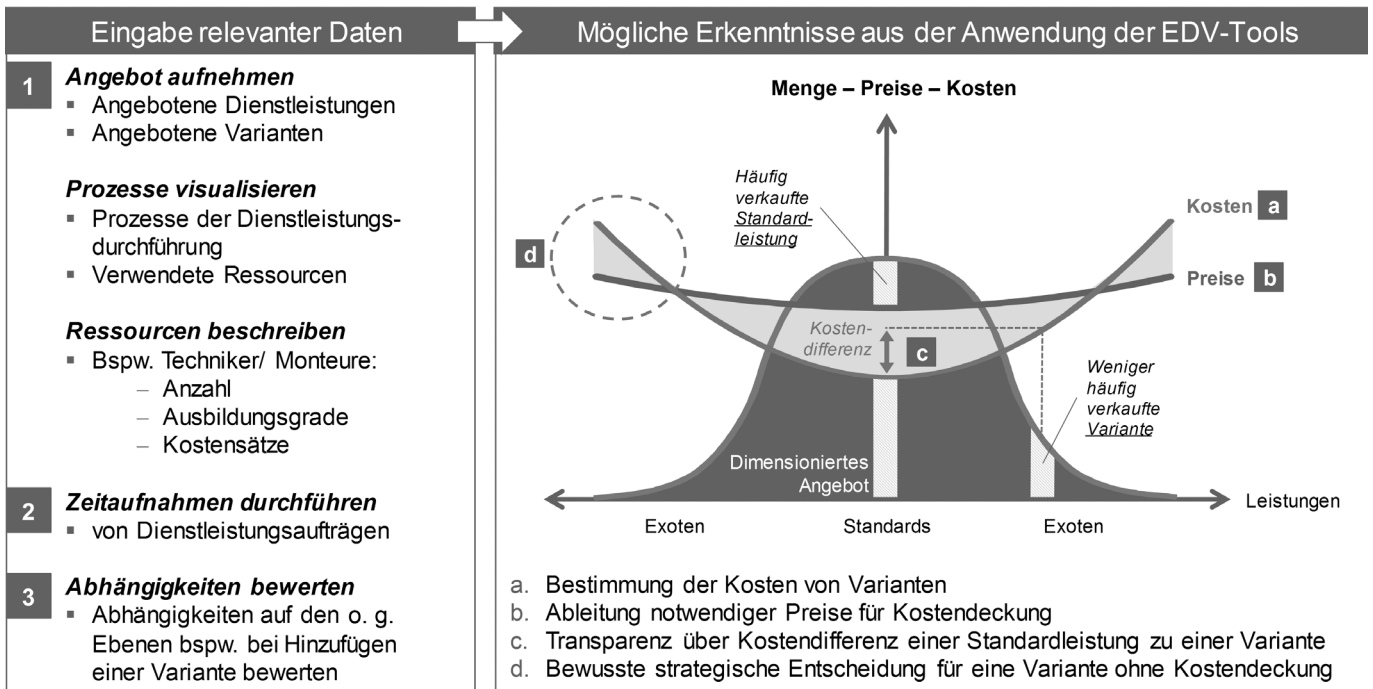 Eingabe relevanter Daten
1
Angebot aufnehmen
▪ Angebotene Dienstleistungen
▪ Angebotene Varianten
Prozesse visualisieren
▪ Prozesse der Dienstleistungs-
durchführung
▪ Verwendete Ressourcen
Ressourcen beschreiben
▪ Bspw. Techniker/ Monteure:
– Anzahl
– Ausbildungsgrade
– Kostensätze
2
Zeitaufnahmen durchführen
▪ von Dienstleistungsaufträgen
3
Abhängigkeiten bewerten
▪ Abhängigkeiten auf den o. g.
Ebenen bspw. bei Hinzufügen
einer Variante bewerten
Mögliche Erkenntnisse aus der Anwendung der EDV-Tools
Menge – Preise – Kosten
Häufig
verkaufte
Standard-
leistung
Kosten a
d
Preise b
Kosten-
differenz
c
Weniger
häufig
verkaufte
Variante
Dimensioniertes
Angebot
Leistungen
Exoten
Standards
Exoten
a. Bestimmung der Kosten von Varianten
b. Ableitung notwendiger Preise für Kostendeckung
c. Transparenz über Kostendifferenz einer Standardleistung zu einer Variante
d. Bewusste strategische Entscheidung für eine Variante ohne Kostendeckung